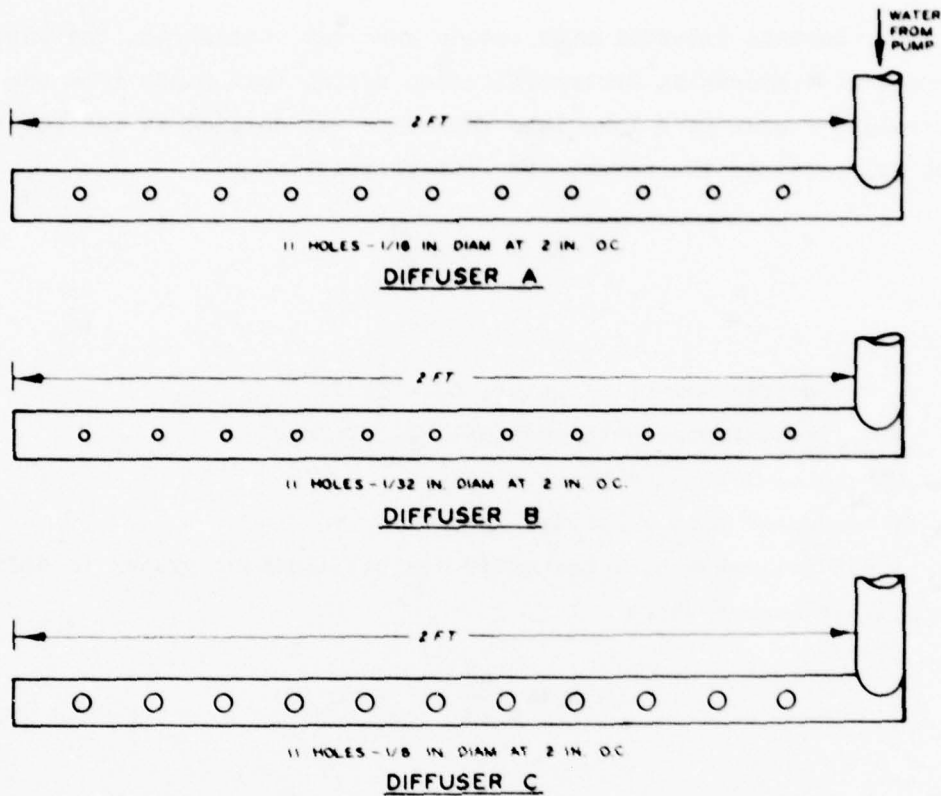 WATER
FROM
PUMP
2 FT
11 HOLES - 1/16 IN. DIAM AT 2 IN. O.C.
DIFFUSER A
2 FT
11 HOLES - 1/32 IN. DIAM AT 2 IN. O.C.
DIFFUSER B
2 FT
11 HOLES - 1/8 IN. DIAM AT 2 IN. O.C.
DIFFUSER C